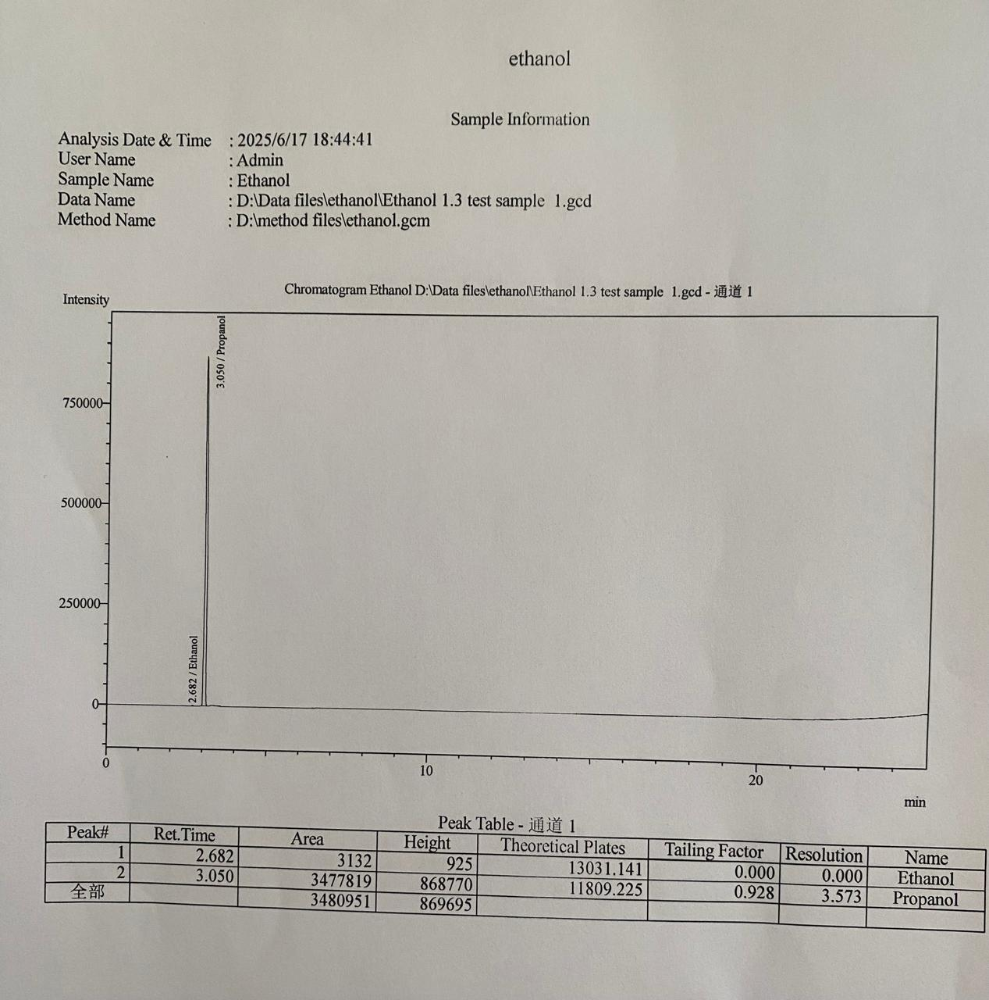 ethanol
Sample Information
Analysis Date & Time : 2025/6/17 18:44:41
User Name : Admin
Sample Name : Ethanol
Data Name : D:\Data files\ethanol\Ethanol 1.3 test sample 1.gcd
Method Name : D:\method files\ethanol.gcm
Chromatogram Ethanol D:\Data files\ethanol\Ethanol 1.3 test sample 1.gcd - 通道 1
Intensity
3.050 / Propanol
750000
500000
250000
2.682 / Ethanol
0
0 10 20
min
Peak Table - 通道 1
Peak# Ret.Time Area Height Theoretical Plates Tailing Factor Resolution Name
1 2.682 3132 925 13031.141 0.000 0.000 Ethanol
2 3.050 3477819 868770 11809.225 0.928 3.573 Propanol
全部 3480951 869695